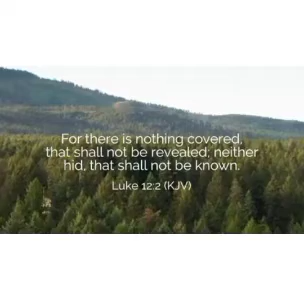 For there is nothing covered,
that shall not be revealed; neither
hid, that shall not be known.
Luke 12:2 (KJV)